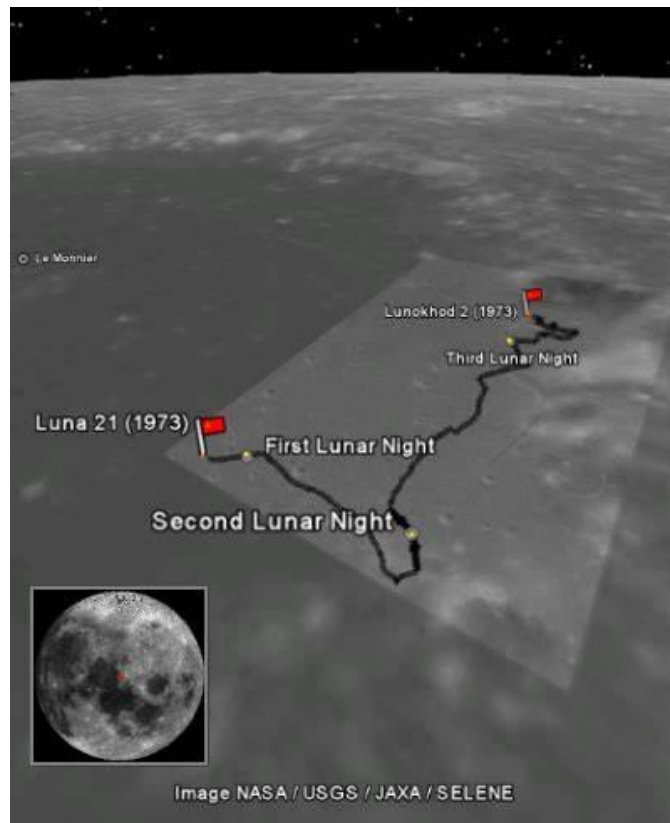 Le Monnier
Lunokhod 2 (1973)
Third Lunar Night
Luna 21 (1973)
First Lunar Night
Second Lunar Night
Image NASA / USGS / JAXA / SELENE